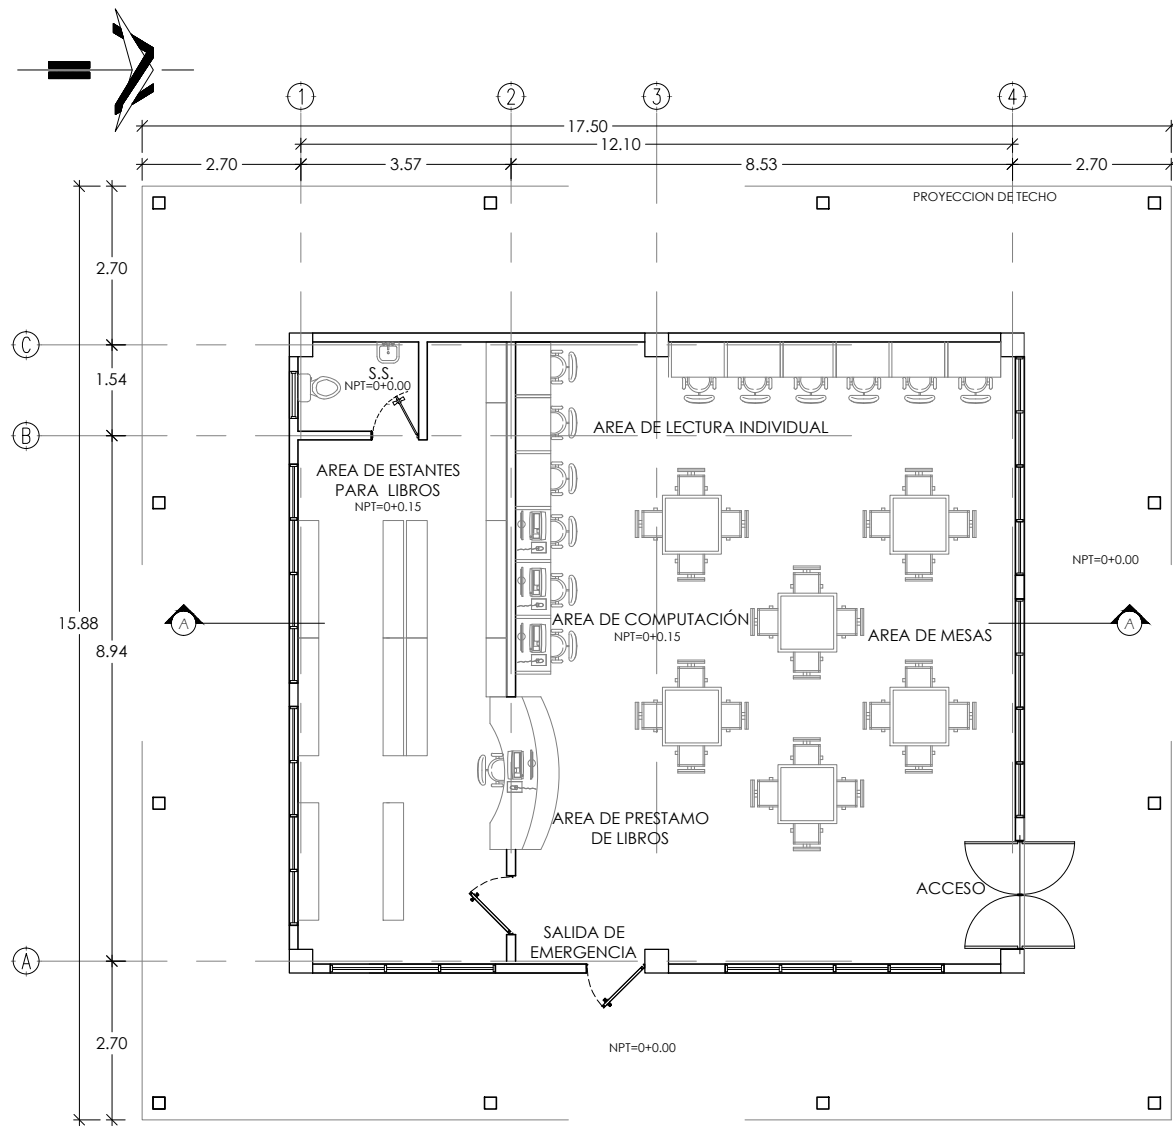 1
2
3
4
17.50
12.10
2.70
3.57
8.53
2.70
PROYECCION DE TECHO
2.70
C
S.S.
NPT=0+0.00
1.54
B
AREA DE LECTURA INDIVIDUAL
AREA DE ESTANTES
PARA LIBROS
NPT=0+0.15
NPT=0+0.00
15.88
8.94
A
AREA DE COMPUTACIÓN
NPT=0+0.15
AREA DE MESAS
A
AREA DE PRESTAMO
DE LIBROS
ACCESO
SALIDA DE
EMERGENCIA
A
2.70
NPT=0+0.00